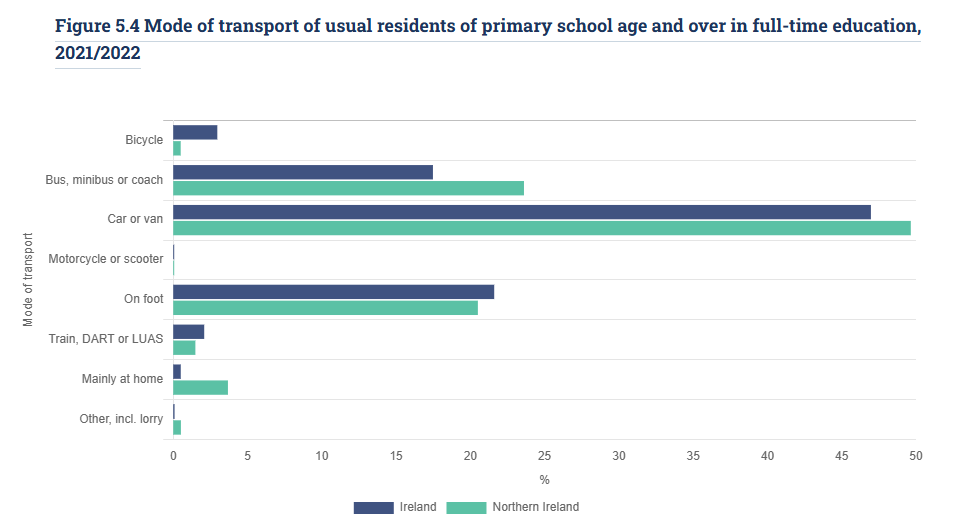 Figure 5.4 Mode of transport of usual residents of primary school age and over in full-time education,
2021/2022
Mode of transport
Bicycle
Bus, minibus or coach
Car or van
Motorcycle or scooter
On foot
Train, DART or LUAS
Mainly at home
Other, incl. lorry
0 5 10 15 20 25 30 35 40 45 50
%
Ireland Northern Ireland